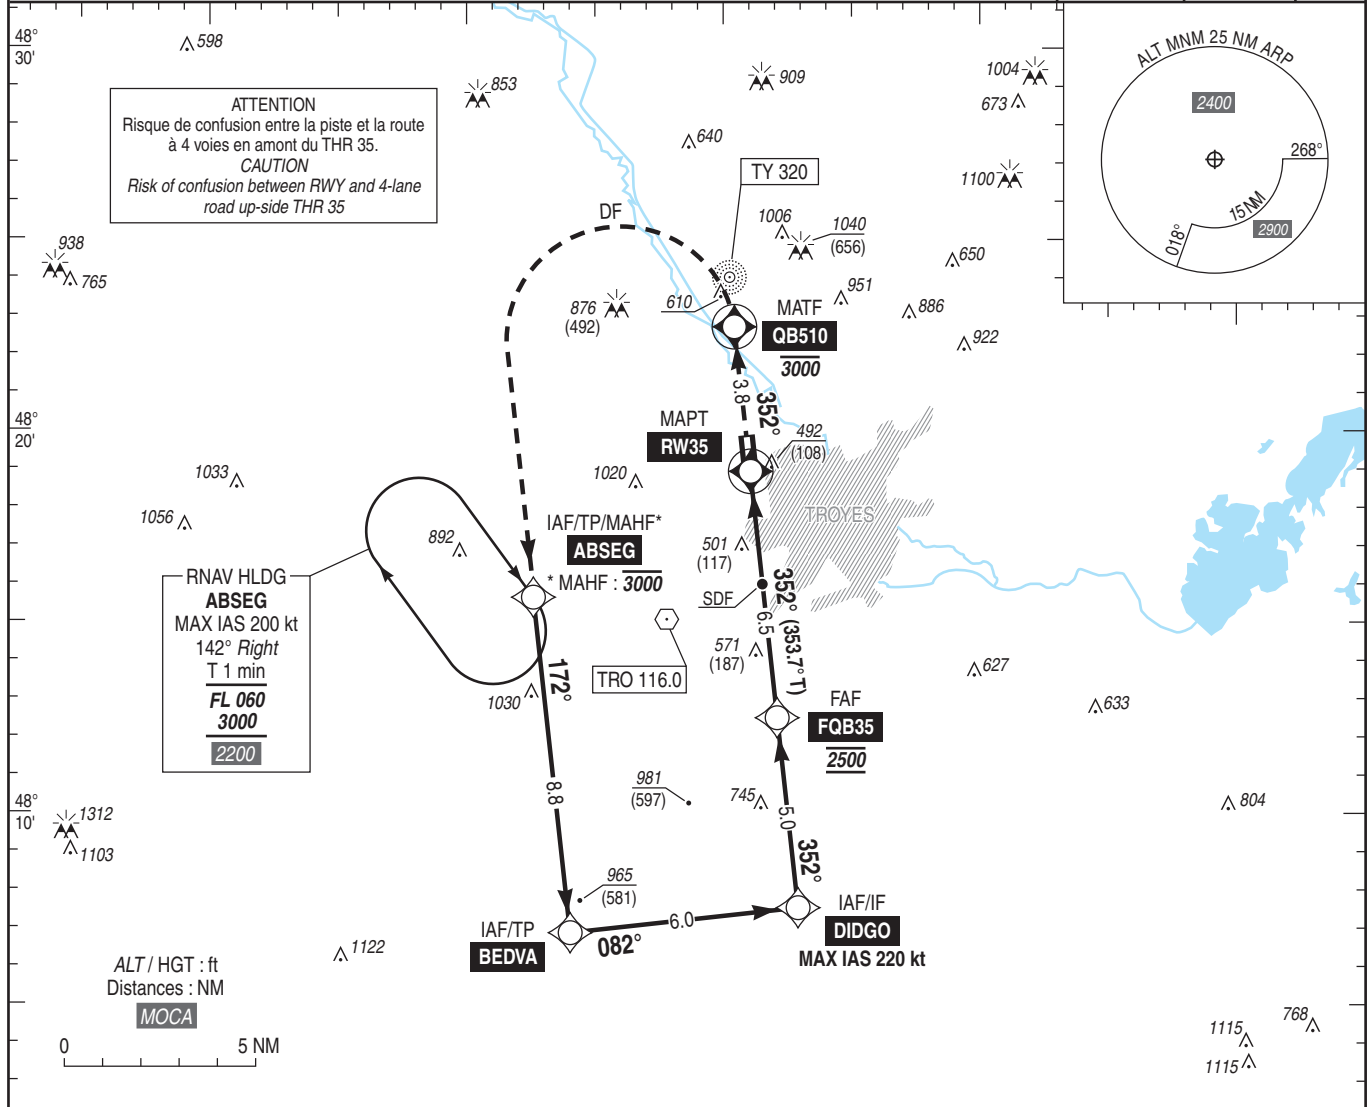 48°
30'
598
853
909
1004
673
ALT MNM 25 NM ARP
2400
268°
15NM
018°
2900
ATTENTION
Risque de confusion entre la piste et la route
à 4 voies en amont du THR 35.
CAUTION
Risk of confusion between RWY and 4-lane
road up-side THR 35
640
TY 320
1100
DF
1006
1040
(656)
938
765
650
951
610
876
(492)
886
MATF
QB510
3000
922
3.8
352°
48°
20'
MAPT
RW35
492
(108)
1033
1020
1056
TROYES
892
IAF/TP/MAHF*
ABSEG
* MAHF : 3000
501
(117)
RNAV HLDG
ABSEG
MAX IAS 200 kt
142° Right
T 1 min
FL 060
3000
2200
SDF
352° (353.7° T)
6.5
571
(187)
627
TRO 116.0
172°
1030
633
FAF
FQB35
2500
981
(597)
745
8.8
5.0
804
48°
10'
1312
1103
352°
965
(581)
IAF/TP
BEDVA
082°
6.0
IAF/IF
DIDGO
MAX IAS 220 kt
1122
ALT / HGT : ft
Distances : NM
MOCA
0 5 NM
768
1115
1115